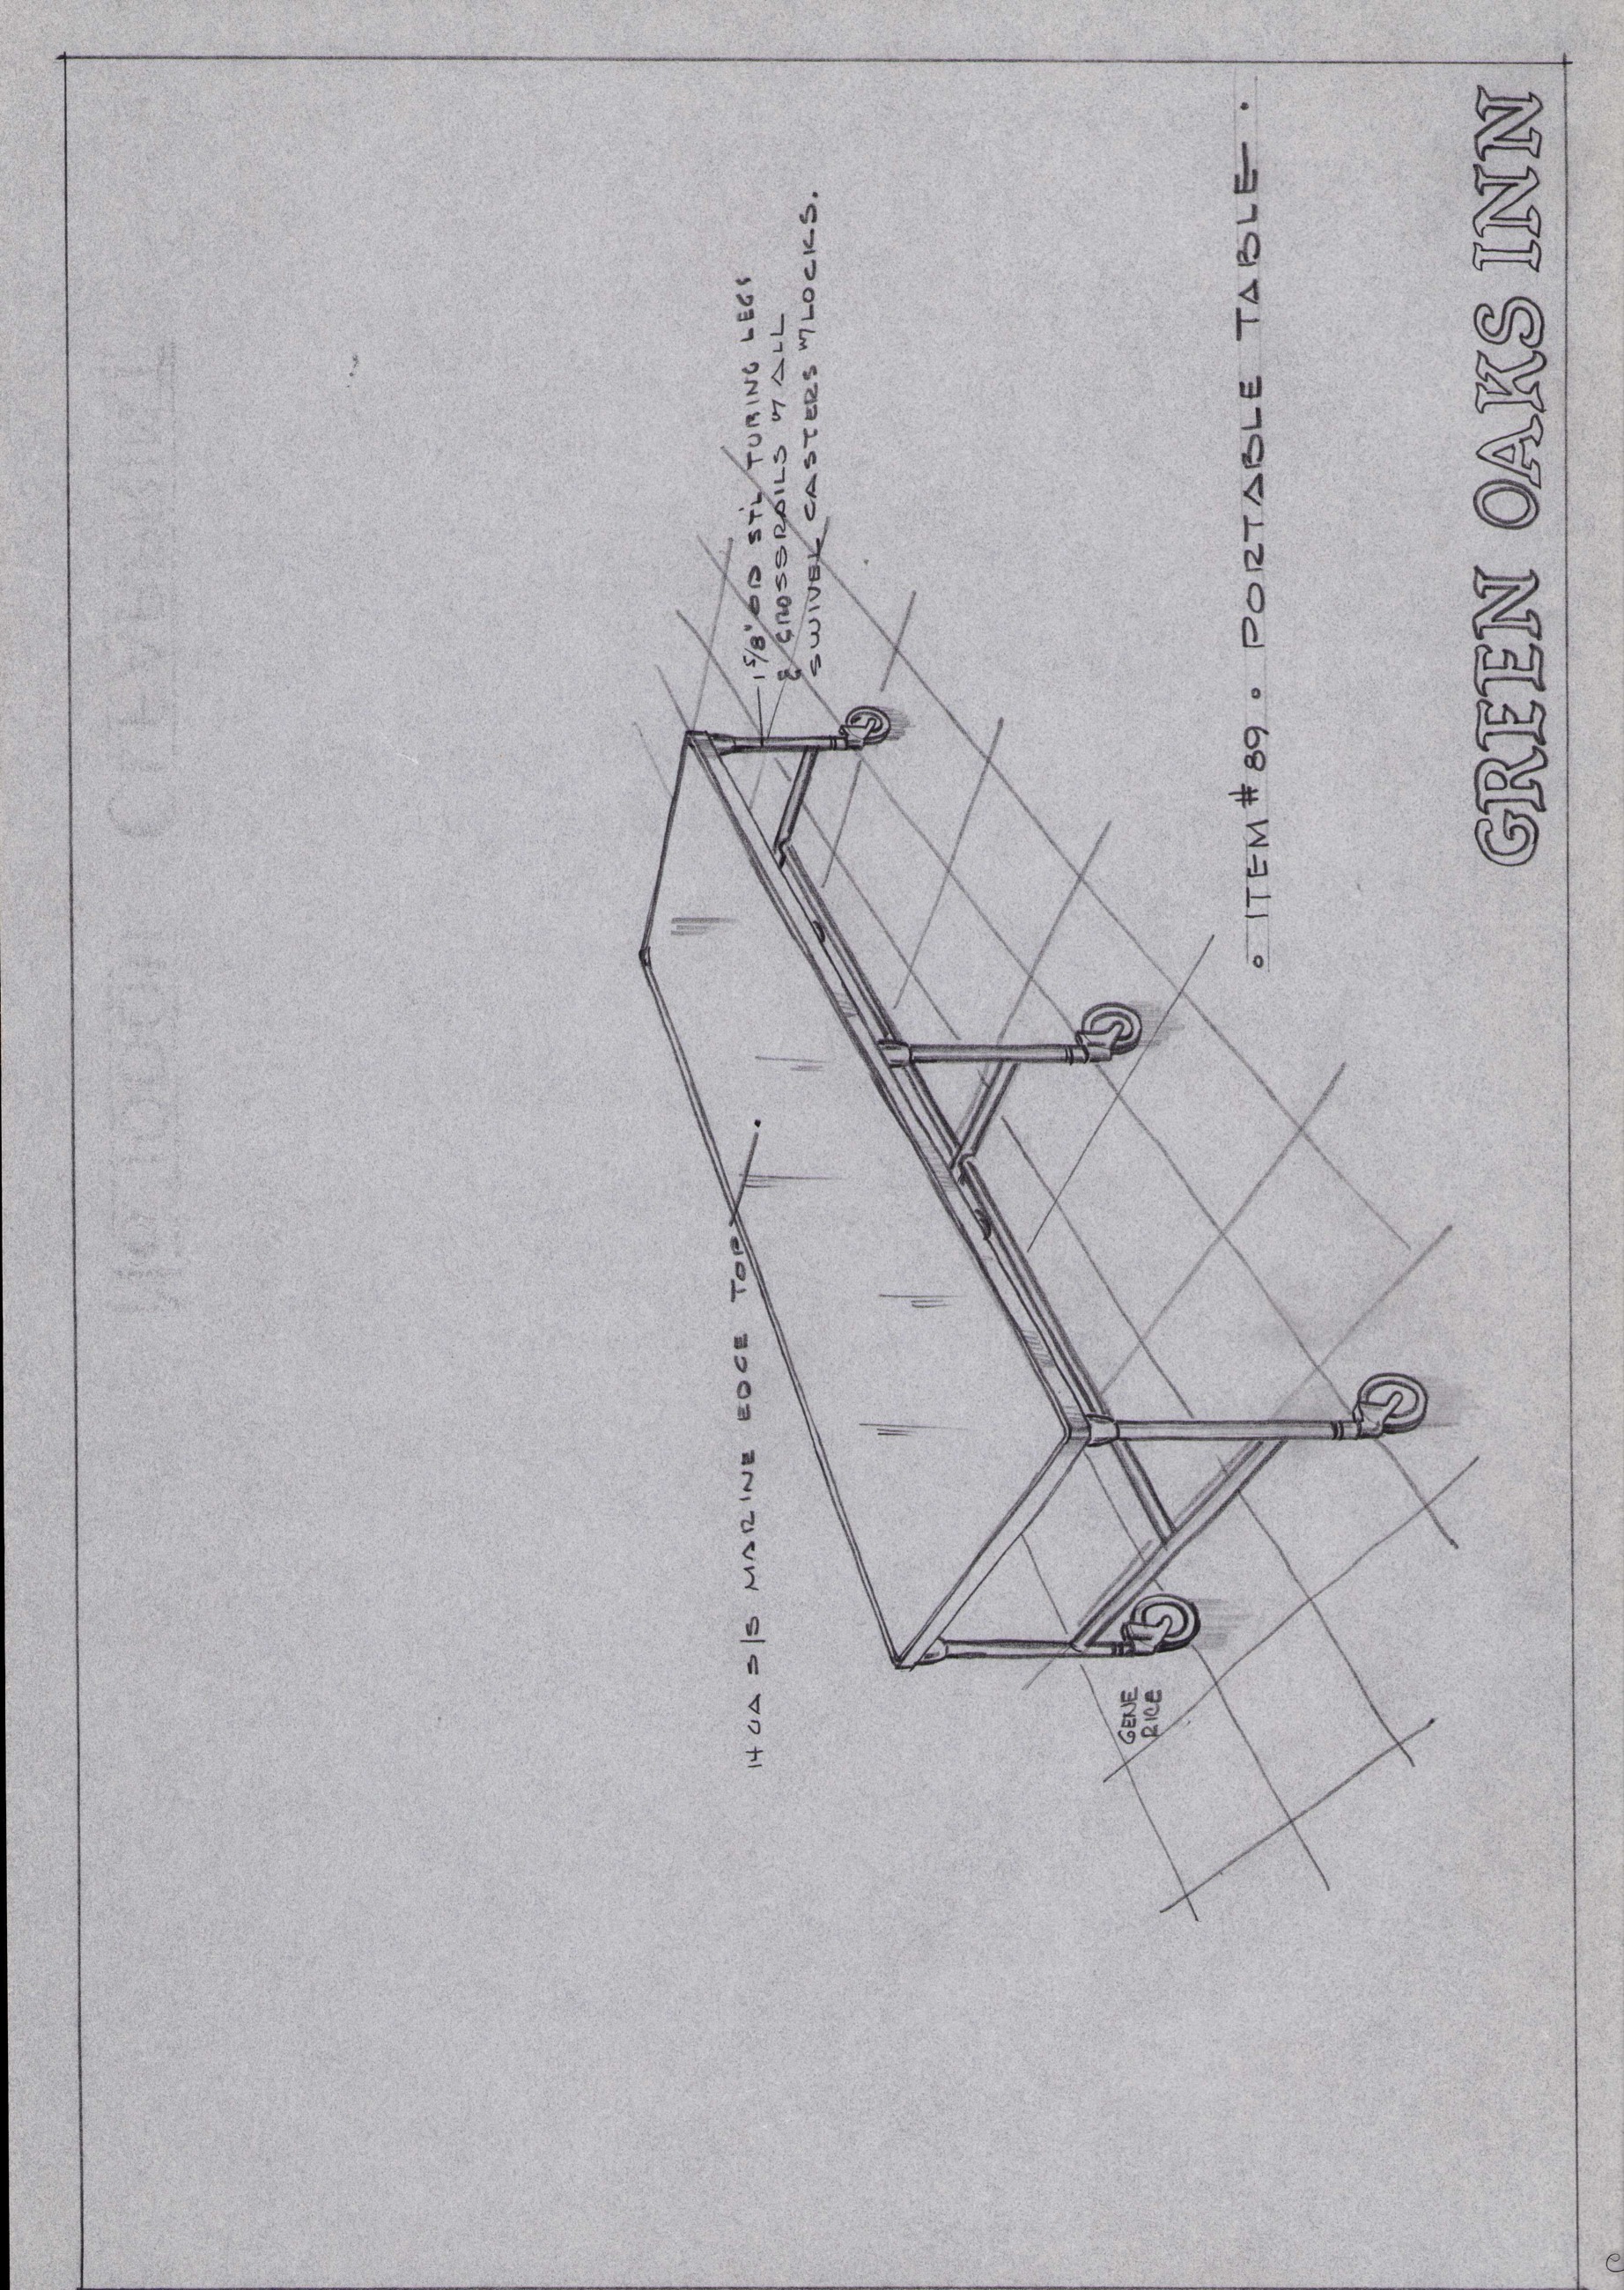 14 GA S/S MARINE EDGE TOP.
1 5/8" OD ST'L TUBING LEGS
& CROSSRAILS W/ ALL
SWIVEL CASTERS W/ LOCKS.
GENE
RICE
• ITEM # 89 • PORTABLE TABLE •
GREEN OAKS INN